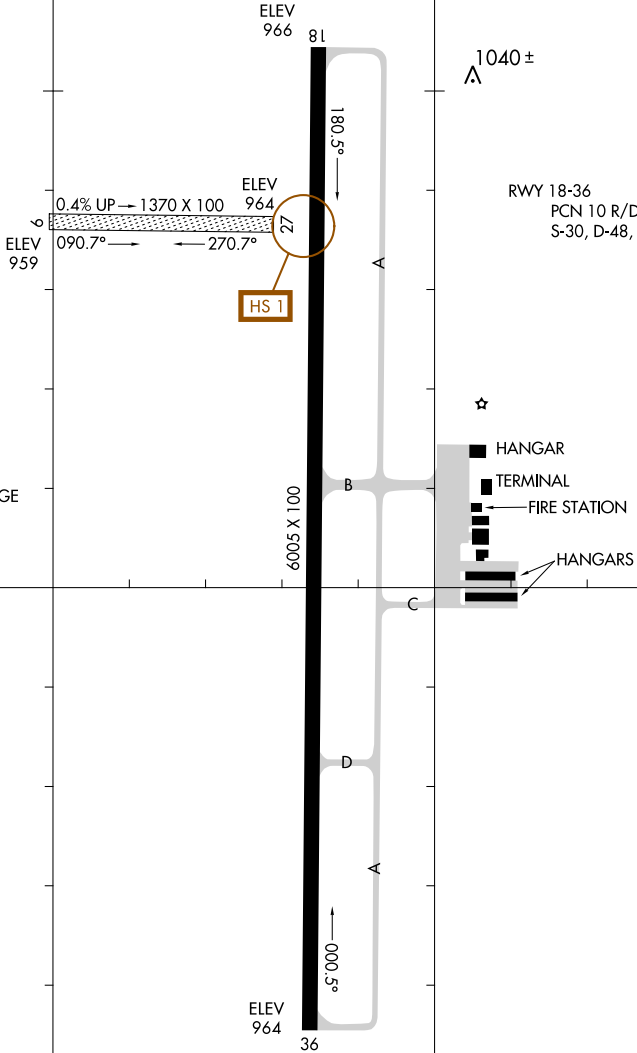 ELEV
966
18
1040 ±
180.5°
RWY 18-36
PCN 10 R/D
S-30, D-48,
0.4% UP → 1370 X 100
ELEV
964
9
27
ELEV
959
090.7° → ← 270.7°
A
HS 1
HANGAR
TERMINAL
GE
B
FIRE STATION
6005 X 100
HANGARS
C
D
A
000.5°
ELEV
964
36